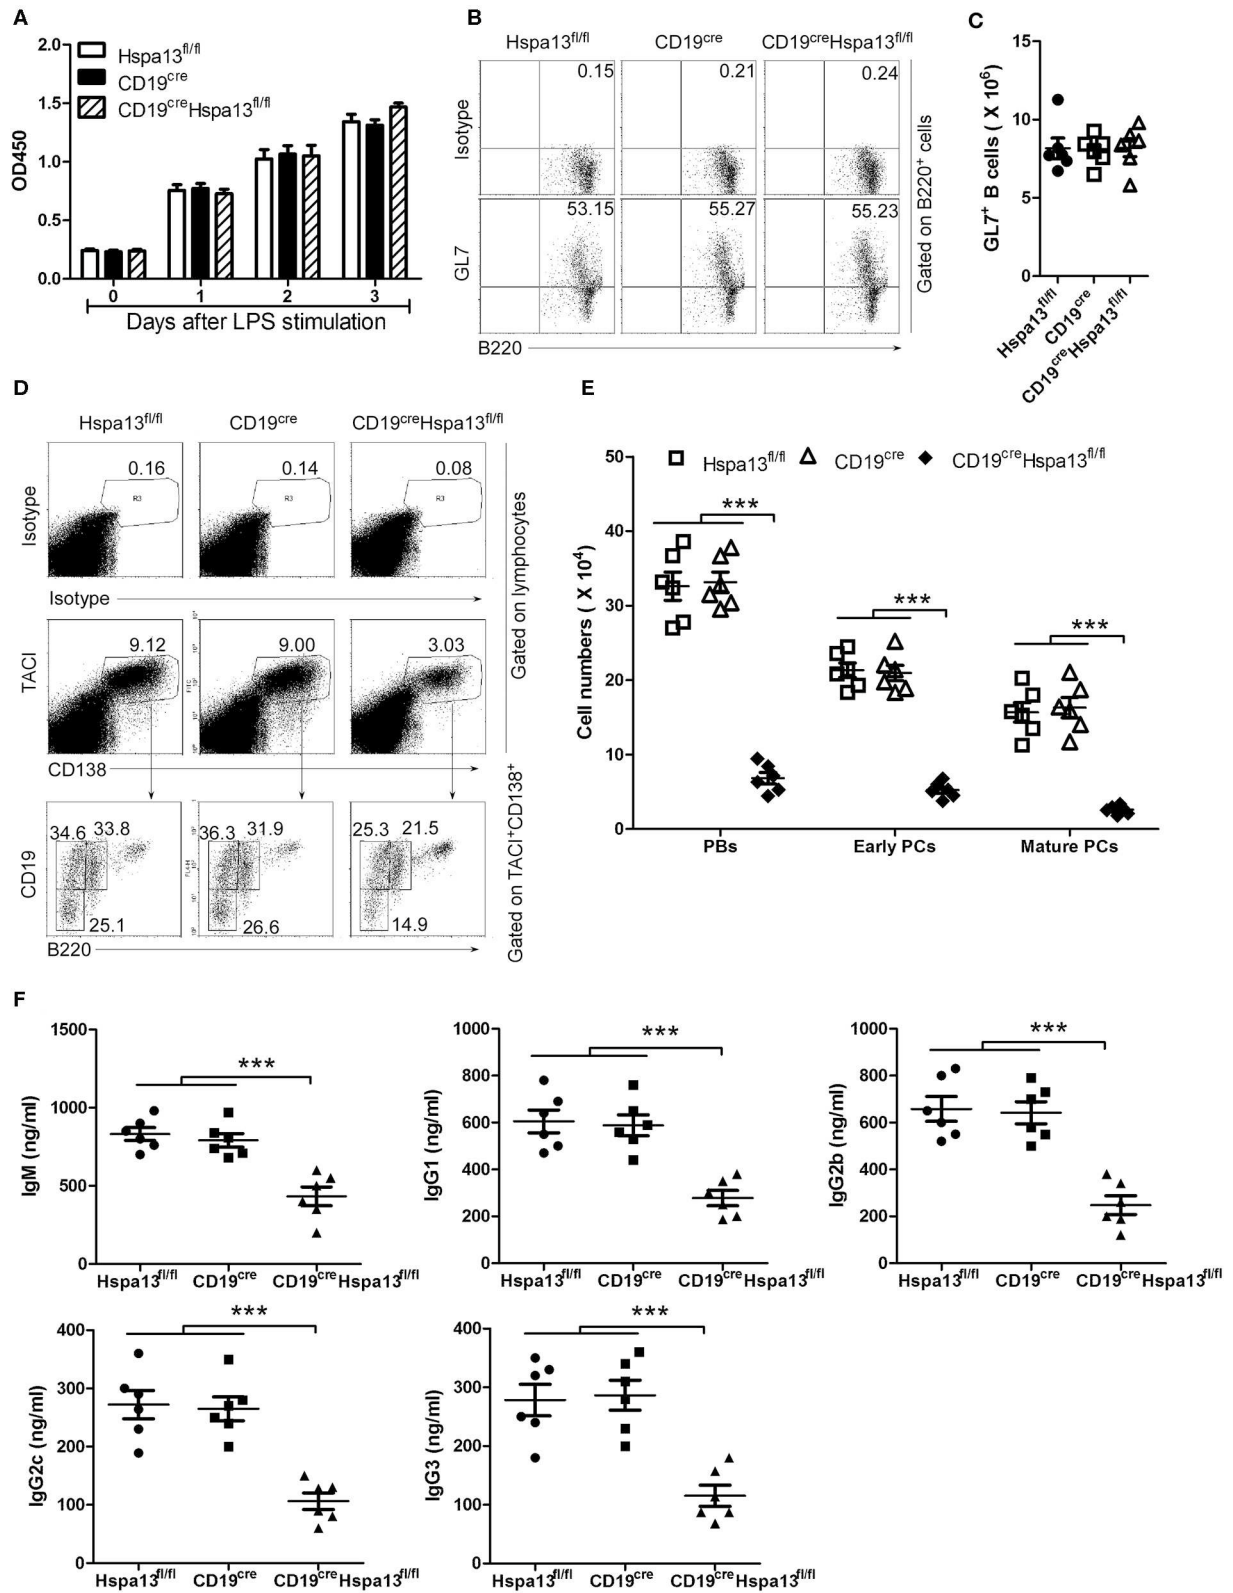 A
2.0
1.5
1.0
0.5
0.0
OD450
Hspa13fl/fl
CD19cre
CD19creHspa13fl/fl
0 1 2 3
Days after LPS stimulation
B
Hspa13fl/fl CD19cre CD19creHspa13fl/fl
Isotype
0.15 0.21 0.24
GL7
53.15 55.27 55.23
B220
Gated on B220+ cells
C
15
10
5
0
GL7+ B cells ( X 10⁶)
Hspa13fl/fl
CD19cre
CD19creHspa13fl/fl
D
Hspa13fl/fl CD19cre CD19creHspa13fl/fl
Isotype
0.16 0.14 0.08
R3 R3 R3
Isotype
Gated on lymphocytes
TACI
9.12 9.00 3.03
CD138
CD19
34.6 33.8 36.3 31.9 25.3 21.5
25.1 26.6 14.9
B220
Gated on TACI+CD138+
E
50
40
30
20
10
0
Cell numbers ( X 10⁴)
Hspa13fl/fl CD19cre CD19creHspa13fl/fl
***
***
***
PBs Early PCs Mature PCs
F
1500
1000
500
0
IgM (ng/ml)
***
Hspa13fl/fl CD19cre CD19creHspa13fl/fl
1000
800
600
400
200
0
IgG1 (ng/ml)
***
Hspa13fl/fl CD19cre CD19creHspa13fl/fl
1000
800
600
400
200
0
IgG2b (ng/ml)
***
Hspa13fl/fl CD19cre CD19creHspa13fl/fl
400
300
200
100
0
IgG2c (ng/ml)
***
Hspa13fl/fl CD19cre CD19creHspa13fl/fl
400
300
200
100
0
IgG3 (ng/ml)
***
Hspa13fl/fl CD19cre CD19creHspa13fl/fl